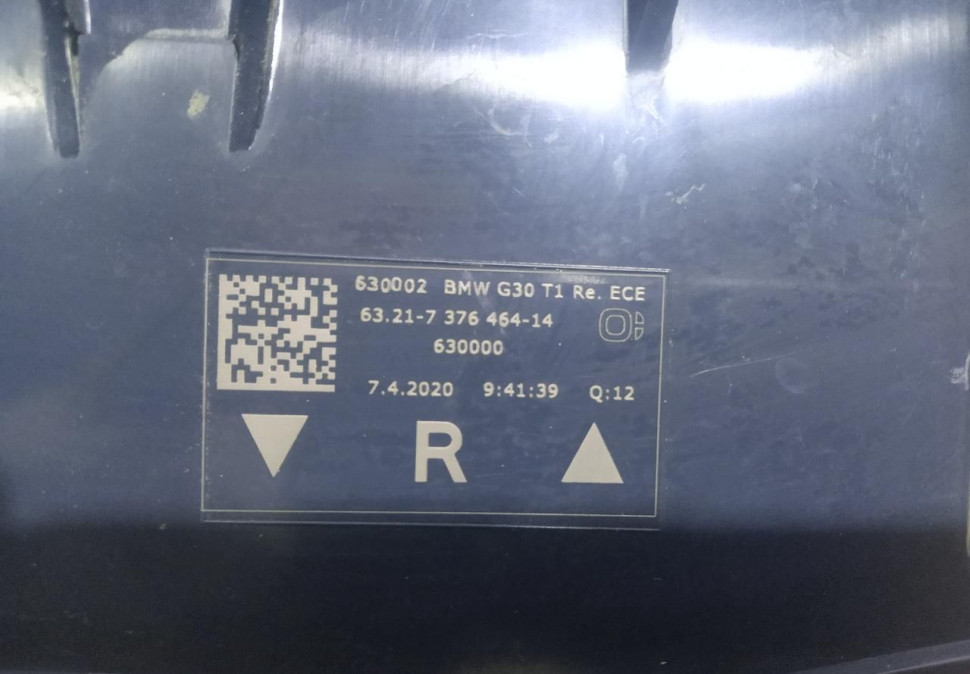 630002 BMW G30 T1 Re. ECE
63.21-7 376 464-14
630000
7.4.2020 9:41:39 Q:12
R